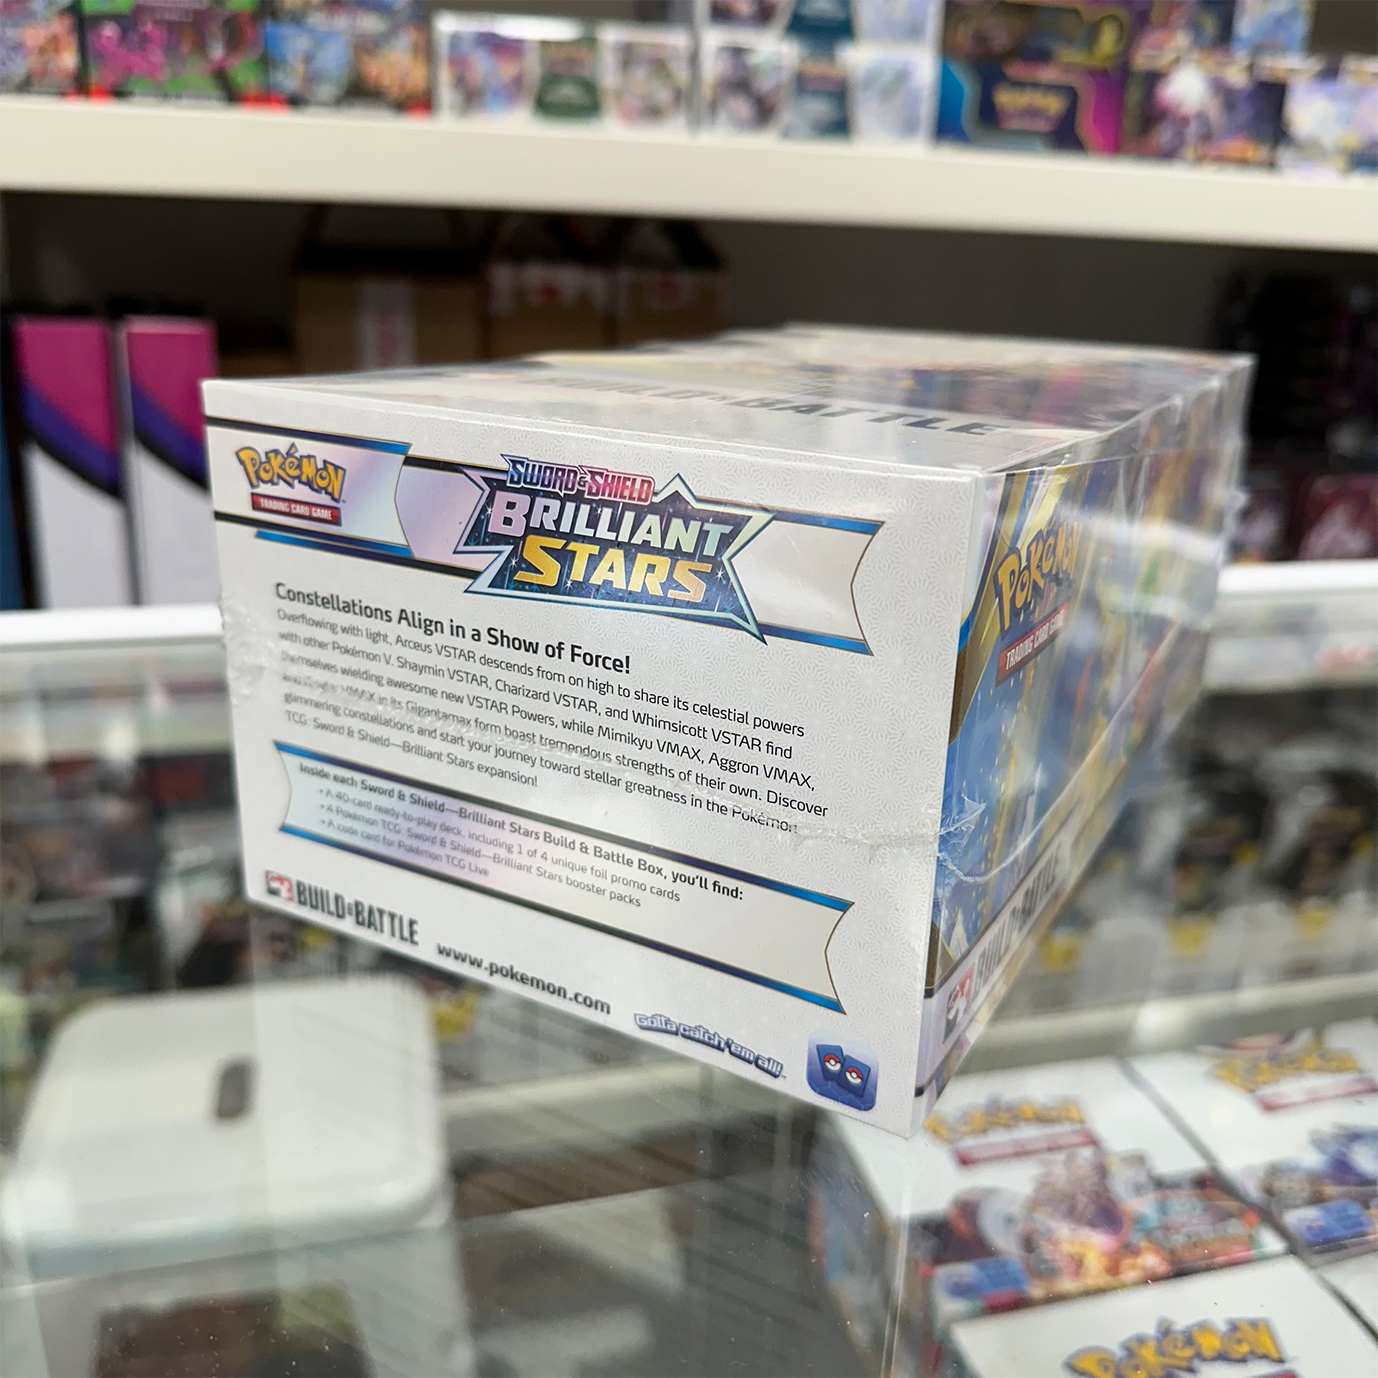 BUILD & BATTLE
POKéMON
TRADING CARD GAME
SWORD & SHIELD
BRILLIANT
STARS
Constellations Align in a Show of Force!
Overflowing with light, Arceus VSTAR descends from on high to share its celestial powers
with other Pokémon V. Shaymin VSTAR, Charizard VSTAR, and Whimsicott VSTAR find
themselves wielding awesome new VSTAR Powers, while Mimikyu VMAX, Aggron VMAX,
VMAX in its Gigantamax form boast tremendous strengths of their own. Discover
glimmering constellations and start your journey toward stellar greatness in the Pokémon
TCG: Sword & Shield—Brilliant Stars expansion!
Inside each Sword & Shield—Brilliant Stars Build & Battle Box, you'll find:
• A 40-card ready-to-play deck, including 1 of 4 unique foil promo cards
• 4 Pokémon TCG: Sword & Shield—Brilliant Stars booster packs
• A code card for Pokémon TCG Live
BUILD & BATTLE
www.pokemon.com
Gotta catch 'em all!
POKéMON
TRADING CARD GAME
BUILD & BATTLE
POKéMON
POKéMON
POKéMON